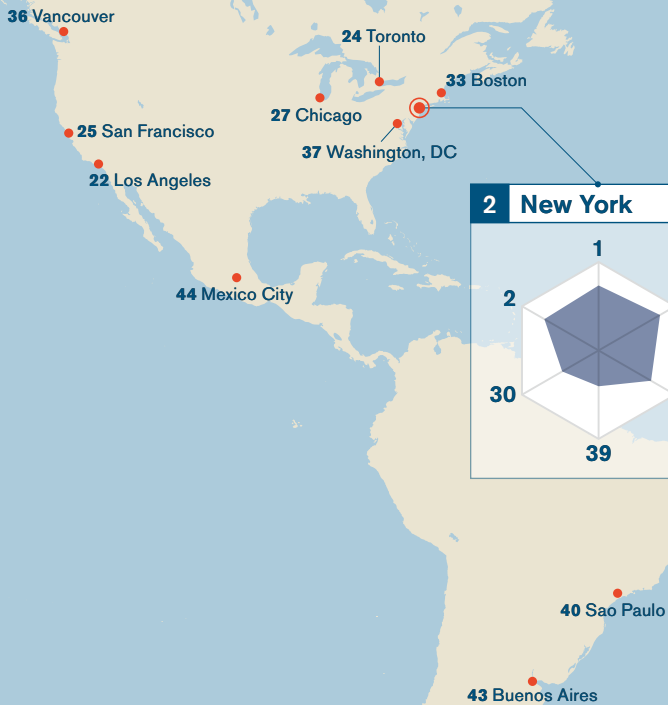 36 Vancouver
24 Toronto
33 Boston
27 Chicago
25 San Francisco
37 Washington, DC
22 Los Angeles
2 New York
1
2
44 Mexico City
30
39
40 Sao Paulo
43 Buenos Aires